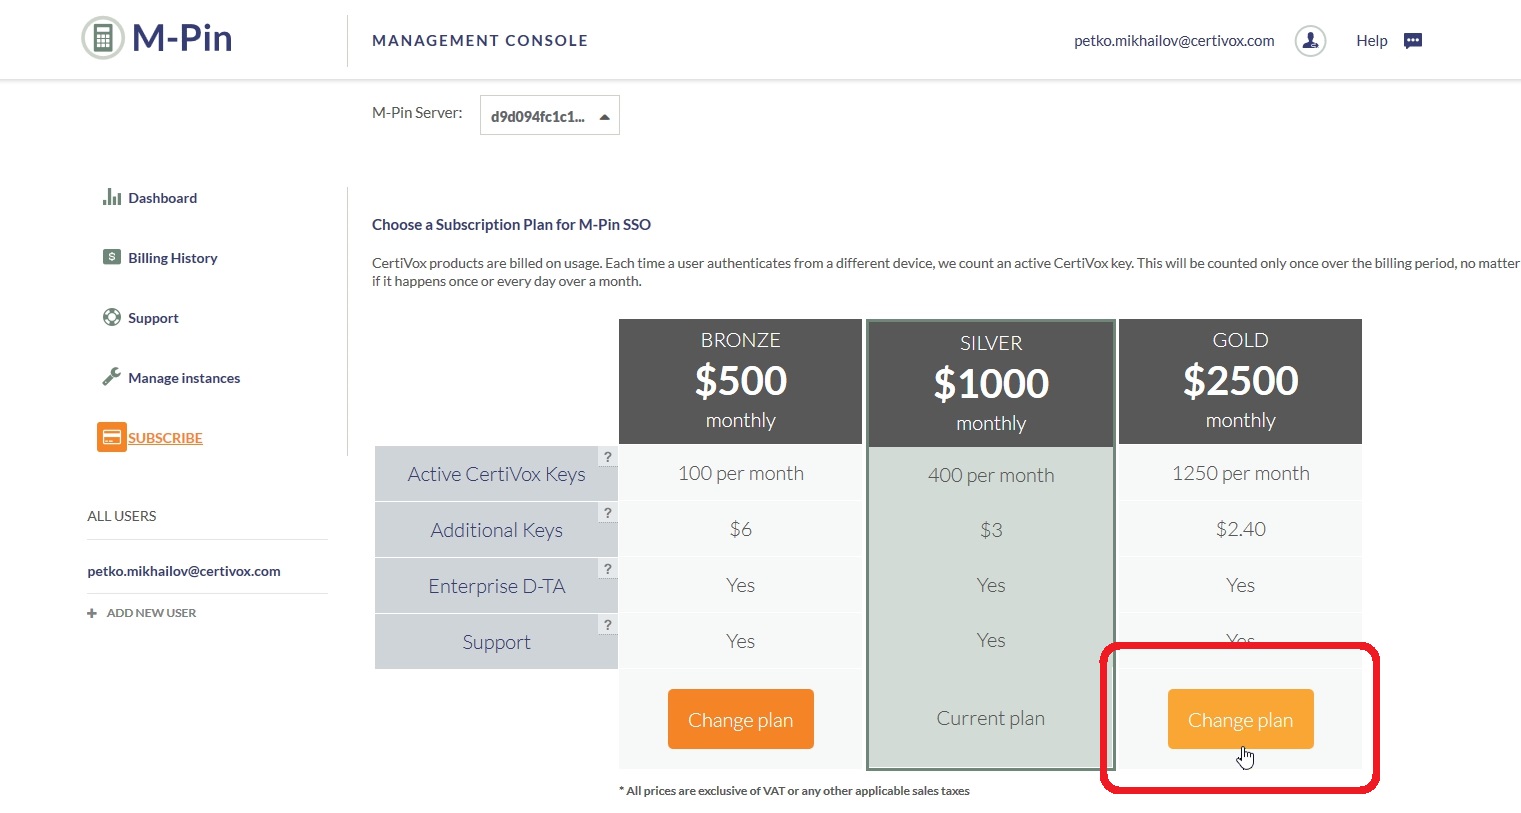 M-Pin
MANAGEMENT CONSOLE
petko.mikhailov@certivox.com
Help
M-Pin Server:
d9d094fc1c1...
Dashboard
Billing History
Support
Manage instances
SUBSCRIBE
ALL USERS
petko.mikhailov@certivox.com
+ ADD NEW USER
Choose a Subscription Plan for M-Pin SSO
CertiVox products are billed on usage. Each time a user authenticates from a different device, we count an active CertiVox key. This will be counted only once over the billing period, no matter
if it happens once or every day over a month.
BRONZE SILVER GOLD
$500 $1000 $2500
monthly monthly monthly
Active CertiVox Keys ? 100 per month 400 per month 1250 per month
Additional Keys ? $6 $3 $2.40
Enterprise D-TA ? Yes Yes Yes
Support ? Yes Yes Yes
Change plan Current plan Change plan
* All prices are exclusive of VAT or any other applicable sales taxes